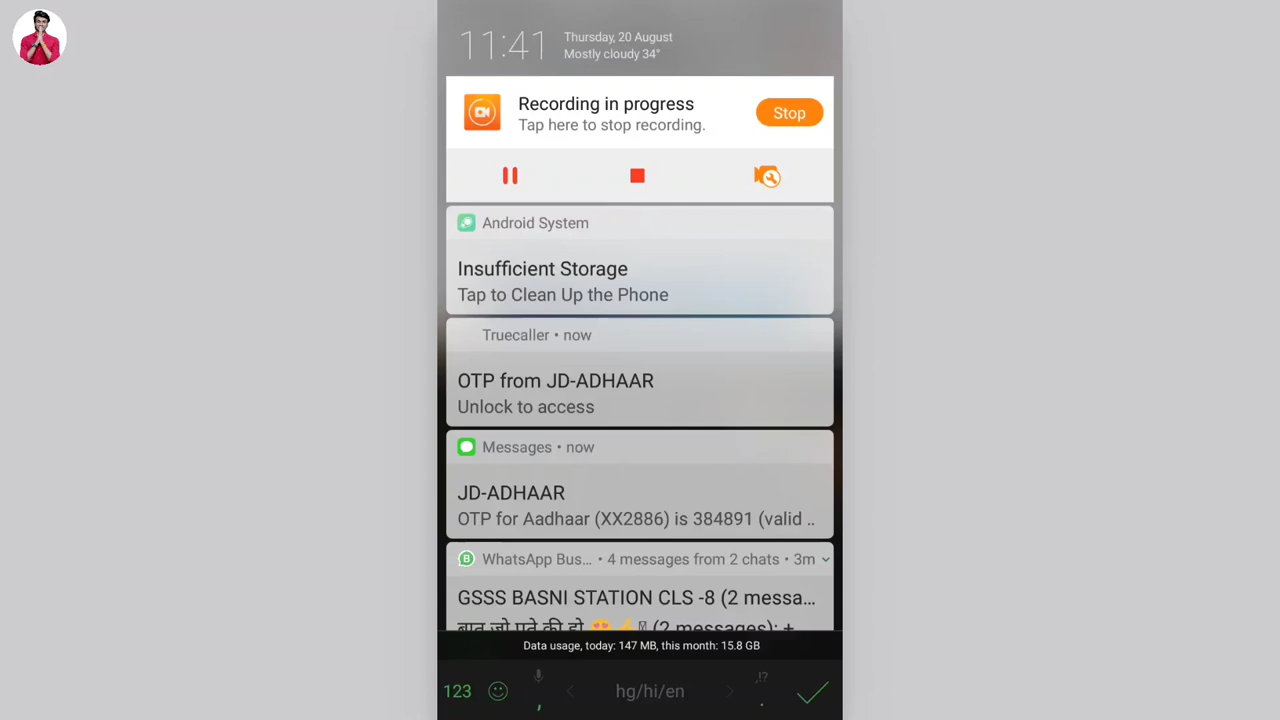 11:41
Thursday, 20 August
Mostly cloudy 34°
Recording in progress
Tap here to stop recording.
Stop
Android System
Insufficient Storage
Tap to Clean Up the Phone
Truecaller • now
OTP from JD-ADHAAR
Unlock to access
Messages • now
JD-ADHAAR
OTP for Aadhaar (XX2886) is 384891 (valid ..
WhatsApp Bus... • 4 messages from 2 chats • 3m
GSSS BASNI STATION CLS -8 (2 messa...
(2 messages): +
Data usage, today: 147 MB, this month: 15.8 GB
123
,
hg/hi/en
,!?
.